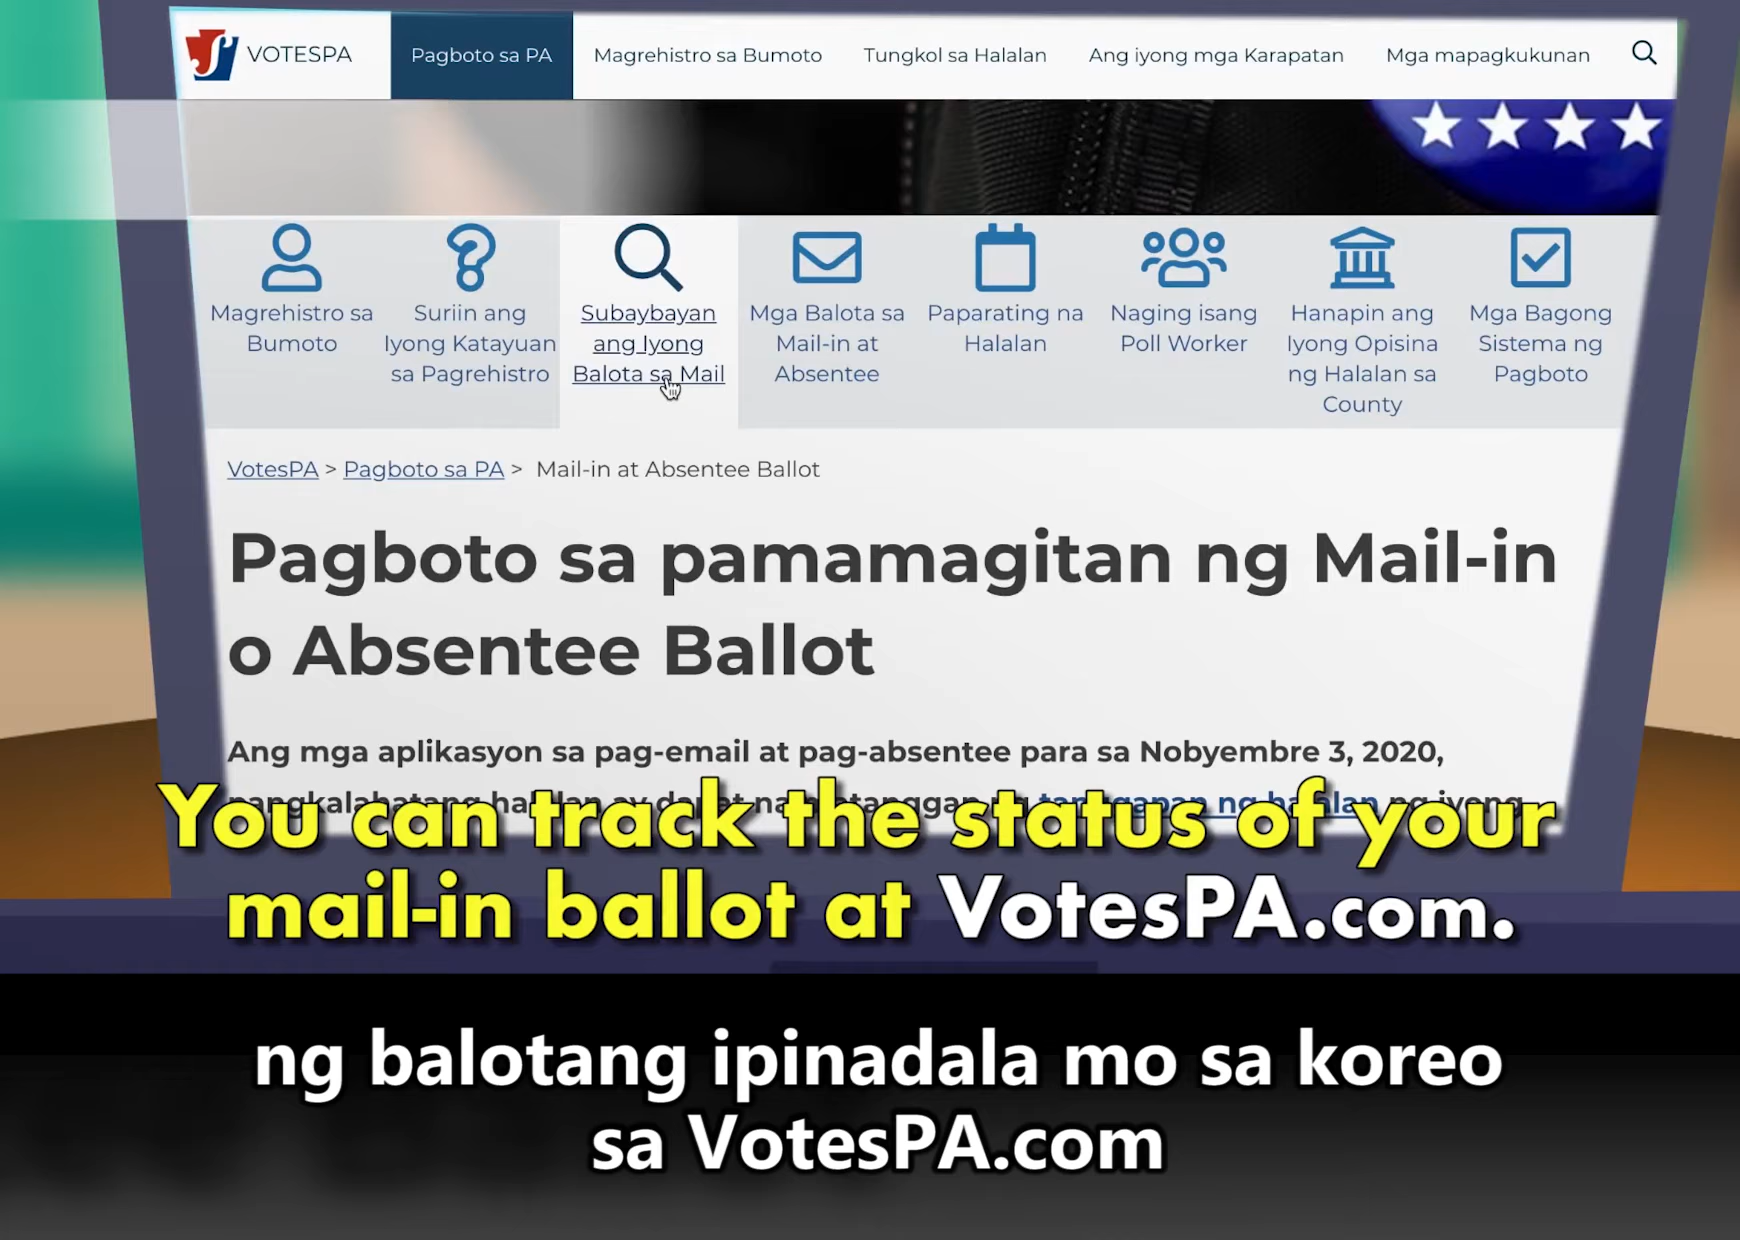 VOTESPA
Pagboto sa PA
Magrehistro sa Bumoto
Tungkol sa Halalan
Ang iyong mga Karapatan
Mga mapagkukunan
Magrehistro sa
Bumoto
Suriin ang
Iyong Katayuan
sa Pagrehistro
Subaybayan
ang Iyong
Balota sa Mail
Mga Balota sa
Mail-in at
Absentee
Paparating na
Halalan
Naging isang
Poll Worker
Hanapin ang
Iyong Opisina
ng Halalan sa
County
Mga Bagong
Sistema ng
Pagboto
VotesPA > Pagboto sa PA > Mail-in at Absentee Ballot
Pagboto sa pamamagitan ng Mail-in
o Absentee Ballot
Ang mga aplikasyon sa pag-email at pag-absentee para sa Nobyembre 3, 2020,
ng iyong
You can track the status of your
mail-in ballot at VotesPA.com.
ng balotang ipinadala mo sa koreo
sa VotesPA.com